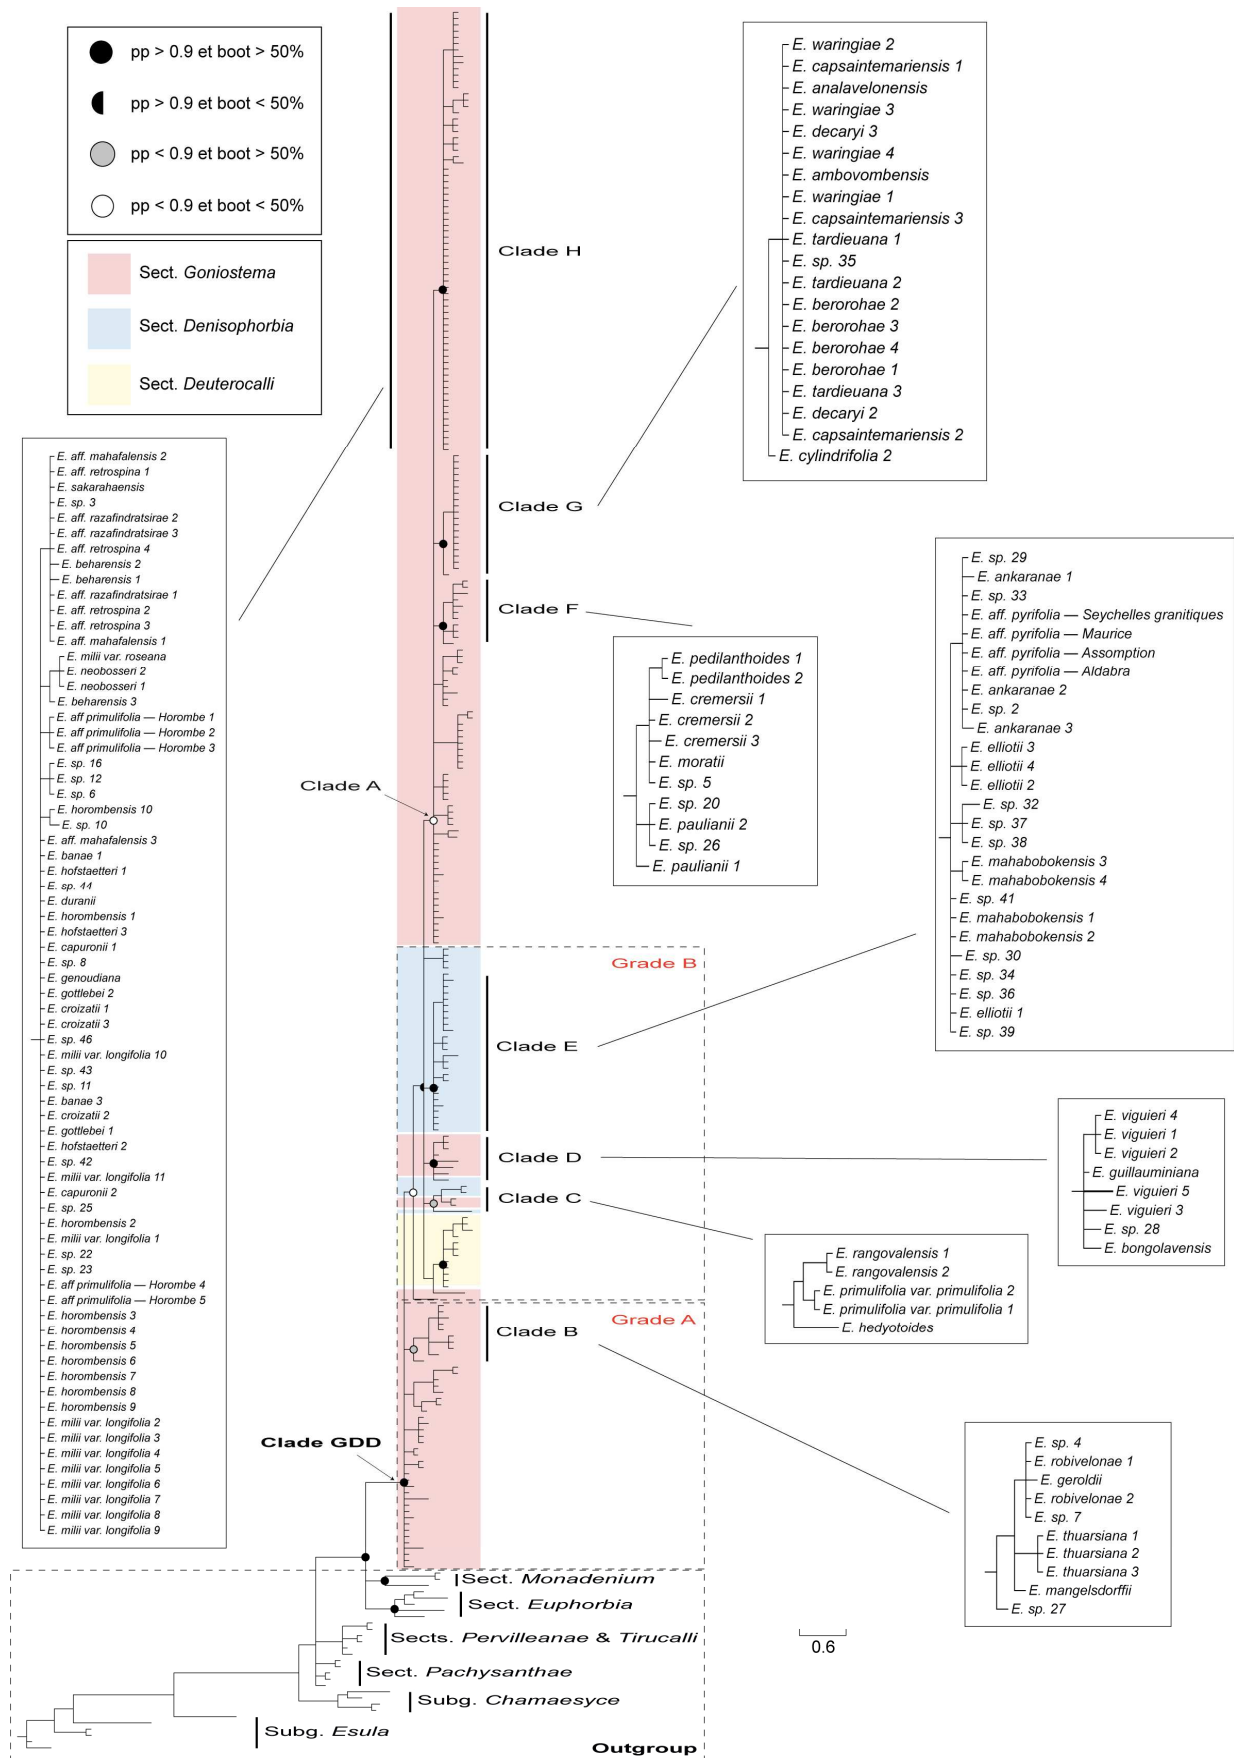 pp > 0.9 et boot > 50%
pp > 0.9 et boot < 50%
pp < 0.9 et boot > 50%
pp < 0.9 et boot < 50%
Sect. Goniostema
Sect. Denisophorbia
Sect. Deuterocalli
E. aff. mahafalensis 2
E. aff. retrospina 1
E. sakarahaensis
E. sp. 3
E. aff. razafindratsirae 2
E. aff. razafindratsirae 3
E. aff. retrospina 4
E. beharensis 2
E. beharensis 1
E. aff. razafindratsirae 1
E. aff. retrospina 2
E. aff. retrospina 3
E. aff. mahafalensis 1
E. milii var. roseana
E. neobosseri 2
E. neobosseri 1
E. beharensis 3
E. aff primulifolia — Horombe 1
E. aff primulifolia — Horombe 2
E. aff primulifolia — Horombe 3
E. sp. 16
E. sp. 12
E. sp. 6
E. horombensis 10
E. sp. 10
E. aff. mahafalensis 3
E. banae 1
E. hofstaetteri 1
E. sp. 44
E. duranii
E. horombensis 1
E. hofstaetteri 3
E. capuronii 1
E. sp. 8
E. genoudiana
E. gottlebei 2
E. croizatii 1
E. croizatii 3
E. sp. 46
E. milii var. longifolia 10
E. sp. 43
E. sp. 11
E. banae 3
E. croizatii 2
E. gottlebei 1
E. hofstaetteri 2
E. sp. 42
E. milii var. longifolia 11
E. capuronii 2
E. sp. 25
E. horombensis 2
E. milii var. longifolia 1
E. sp. 22
E. sp. 23
E. aff primulifolia — Horombe 4
E. aff primulifolia — Horombe 5
E. horombensis 3
E. horombensis 4
E. horombensis 5
E. horombensis 6
E. horombensis 7
E. horombensis 8
E. horombensis 9
E. milii var. longifolia 2
E. milii var. longifolia 3
E. milii var. longifolia 4
E. milii var. longifolia 5
E. milii var. longifolia 6
E. milii var. longifolia 7
E. milii var. longifolia 8
E. milii var. longifolia 9
Clade H
Clade G
Clade F
Clade A
Grade B
Clade E
Clade D
Clade C
Grade A
Clade B
Clade GDD
Sect. Monadenium
Sect. Euphorbia
Sects. Pervilleanae & Tirucalli
Sect. Pachysanthae
Subg. Chamaesyce
Subg. Esula
Outgroup
E. waringiae 2
E. capsaintemariensis 1
E. analavelonensis
E. waringiae 3
E. decaryi 3
E. waringiae 4
E. ambovombensis
E. waringiae 1
E. capsaintemariensis 3
E. tardieuana 1
E. sp. 35
E. tardieuana 2
E. berorohae 2
E. berorohae 3
E. berorohae 4
E. berorohae 1
E. tardieuana 3
E. decaryi 2
E. capsaintemariensis 2
E. cylindrifolia 2
E. pedilanthoides 1
E. pedilanthoides 2
E. cremersii 1
E. cremersii 2
E. cremersii 3
E. moratii
E. sp. 5
E. sp. 20
E. paulianii 2
E. sp. 26
E. paulianii 1
E. sp. 29
E. ankaranae 1
E. sp. 33
E. aff. pyrifolia — Seychelles granitiques
E. aff. pyrifolia — Maurice
E. aff. pyrifolia — Assomption
E. aff. pyrifolia — Aldabra
E. ankaranae 2
E. sp. 2
E. ankaranae 3
E. elliotii 3
E. elliotii 4
E. elliotii 2
E. sp. 32
E. sp. 37
E. sp. 38
E. mahabobokensis 3
E. mahabobokensis 4
E. sp. 41
E. mahabobokensis 1
E. mahabobokensis 2
E. sp. 30
E. sp. 34
E. sp. 36
E. elliotii 1
E. sp. 39
E. viguieri 4
E. viguieri 1
E. viguieri 2
E. guillauminiana
E. viguieri 5
E. viguieri 3
E. sp. 28
E. bongolavensis
E. rangovalensis 1
E. rangovalensis 2
E. primulifolia var. primulifolia 2
E. primulifolia var. primulifolia 1
E. hedyotoides
E. sp. 4
E. robivelonae 1
E. geroldii
E. robivelonae 2
E. sp. 7
E. thuarsiana 1
E. thuarsiana 2
E. thuarsiana 3
E. mangelsdorffii
E. sp. 27
0.6